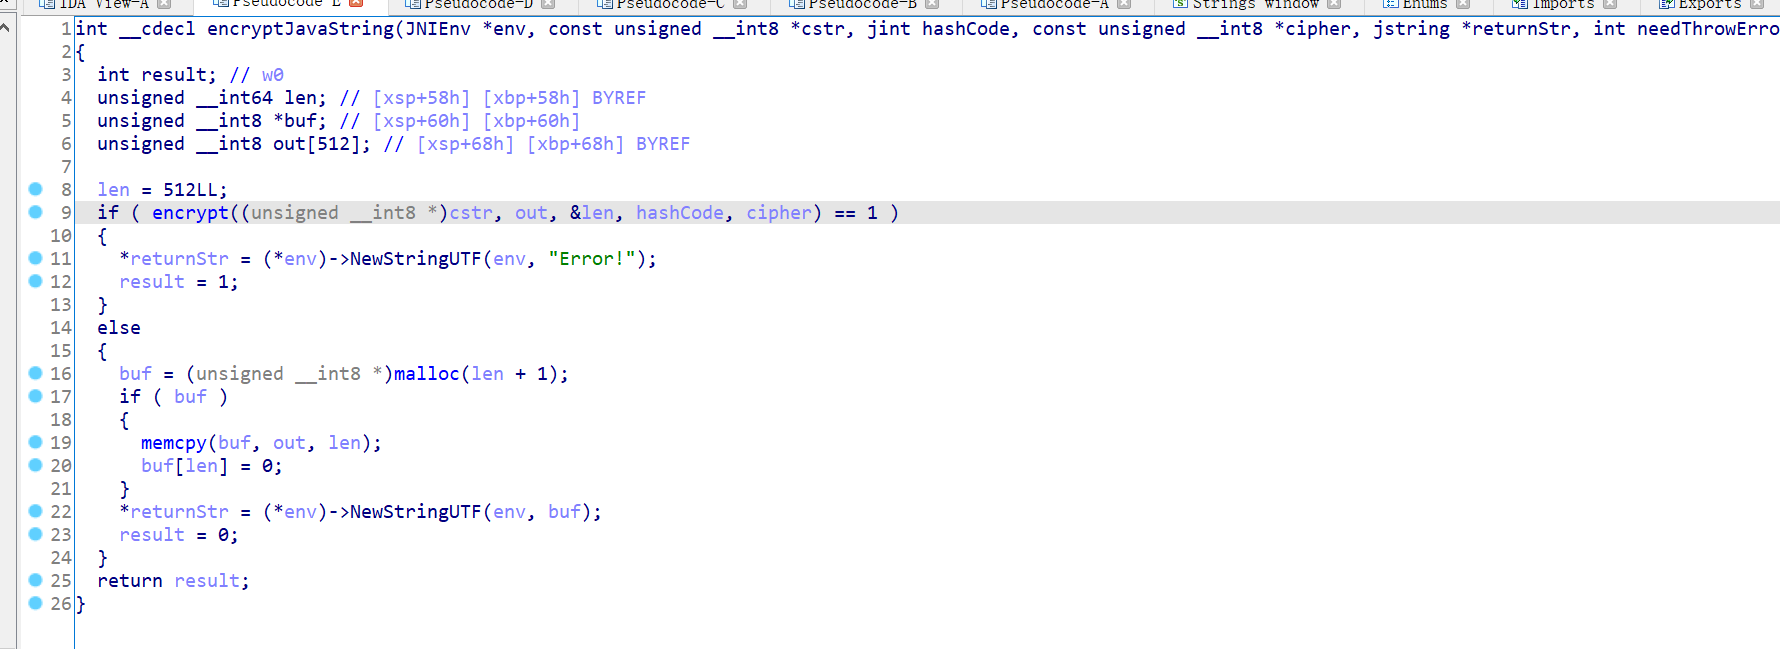 IDA View-A Pseudocode-E Pseudocode-D Pseudocode-C Pseudocode-B Pseudocode-A Strings window Enums Imports Exports
1 int __cdecl encryptJavaString(JNIEnv *env, const unsigned __int8 *cstr, jint hashCode, const unsigned __int8 *cipher, jstring *returnStr, int needThrowErro
2 {
3 int result; // w0
4 unsigned __int64 len; // [xsp+58h] [xbp+58h] BYREF
5 unsigned __int8 *buf; // [xsp+60h] [xbp+60h]
6 unsigned __int8 out[512]; // [xsp+68h] [xbp+68h] BYREF
7
8 len = 512LL;
9 if ( encrypt((unsigned __int8 *)cstr, out, &len, hashCode, cipher) == 1 )
10 {
11 *returnStr = (*env)->NewStringUTF(env, "Error!");
12 result = 1;
13 }
14 else
15 {
16 buf = (unsigned __int8 *)malloc(len + 1);
17 if ( buf )
18 {
19 memcpy(buf, out, len);
20 buf[len] = 0;
21 }
22 *returnStr = (*env)->NewStringUTF(env, buf);
23 result = 0;
24 }
25 return result;
26 }